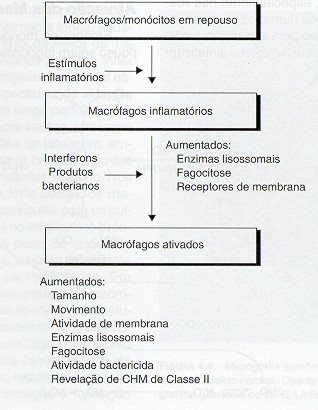 Macrófagos/monócitos em repouso
Estímulos
inflamatórios
Macrófagos inflamatórios
Interferons
Produtos
bacterianos
Aumentados:
Enzimas lisossomais
Fagocitose
Receptores de membrana
Macrófagos ativados
Aumentados:
Tamanho
Movimento
Atividade de membrana
Enzimas lisossomais
Fagocitose
Atividade bactericida
Revelação de CHM de Classe II